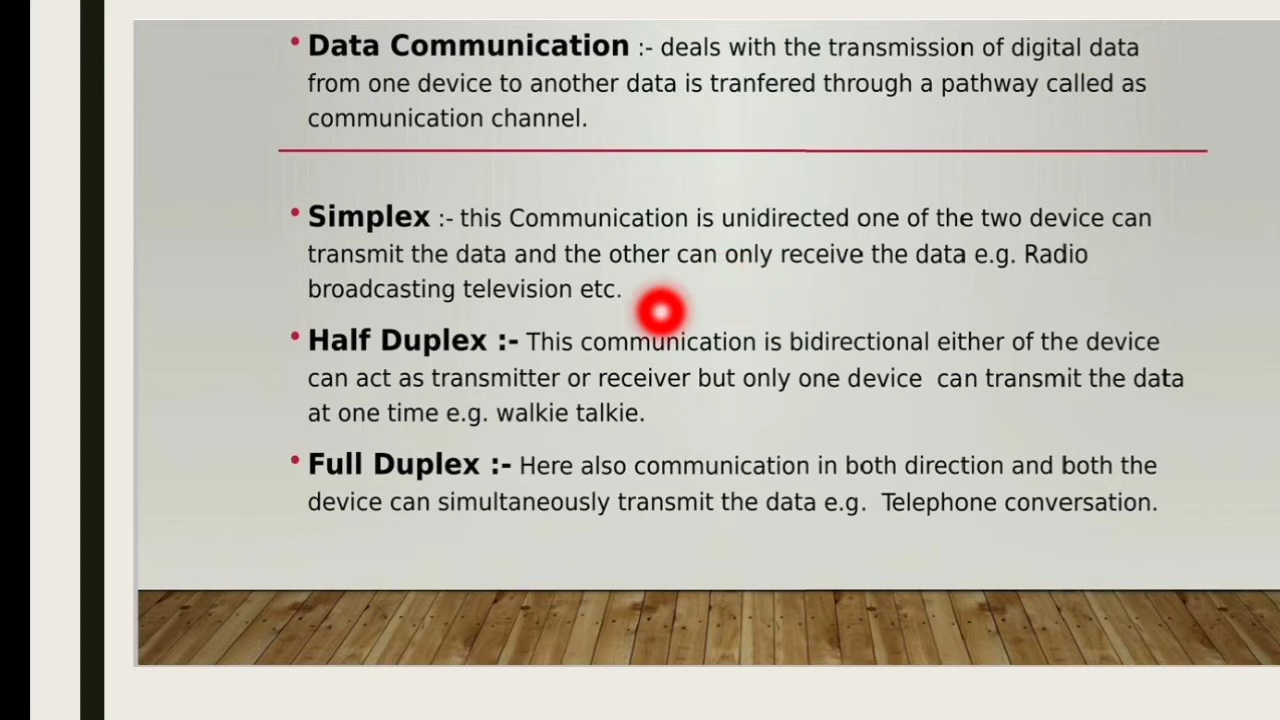 • Data Communication :- deals with the transmission of digital data
from one device to another data is tranfered through a pathway called as
communication channel.
• Simplex :- this Communication is unidirected one of the two device can
transmit the data and the other can only receive the data e.g. Radio
broadcasting television etc.
• Half Duplex :- This communication is bidirectional either of the device
can act as transmitter or receiver but only one device can transmit the data
at one time e.g. walkie talkie.
• Full Duplex :- Here also communication in both direction and both the
device can simultaneously transmit the data e.g. Telephone conversation.